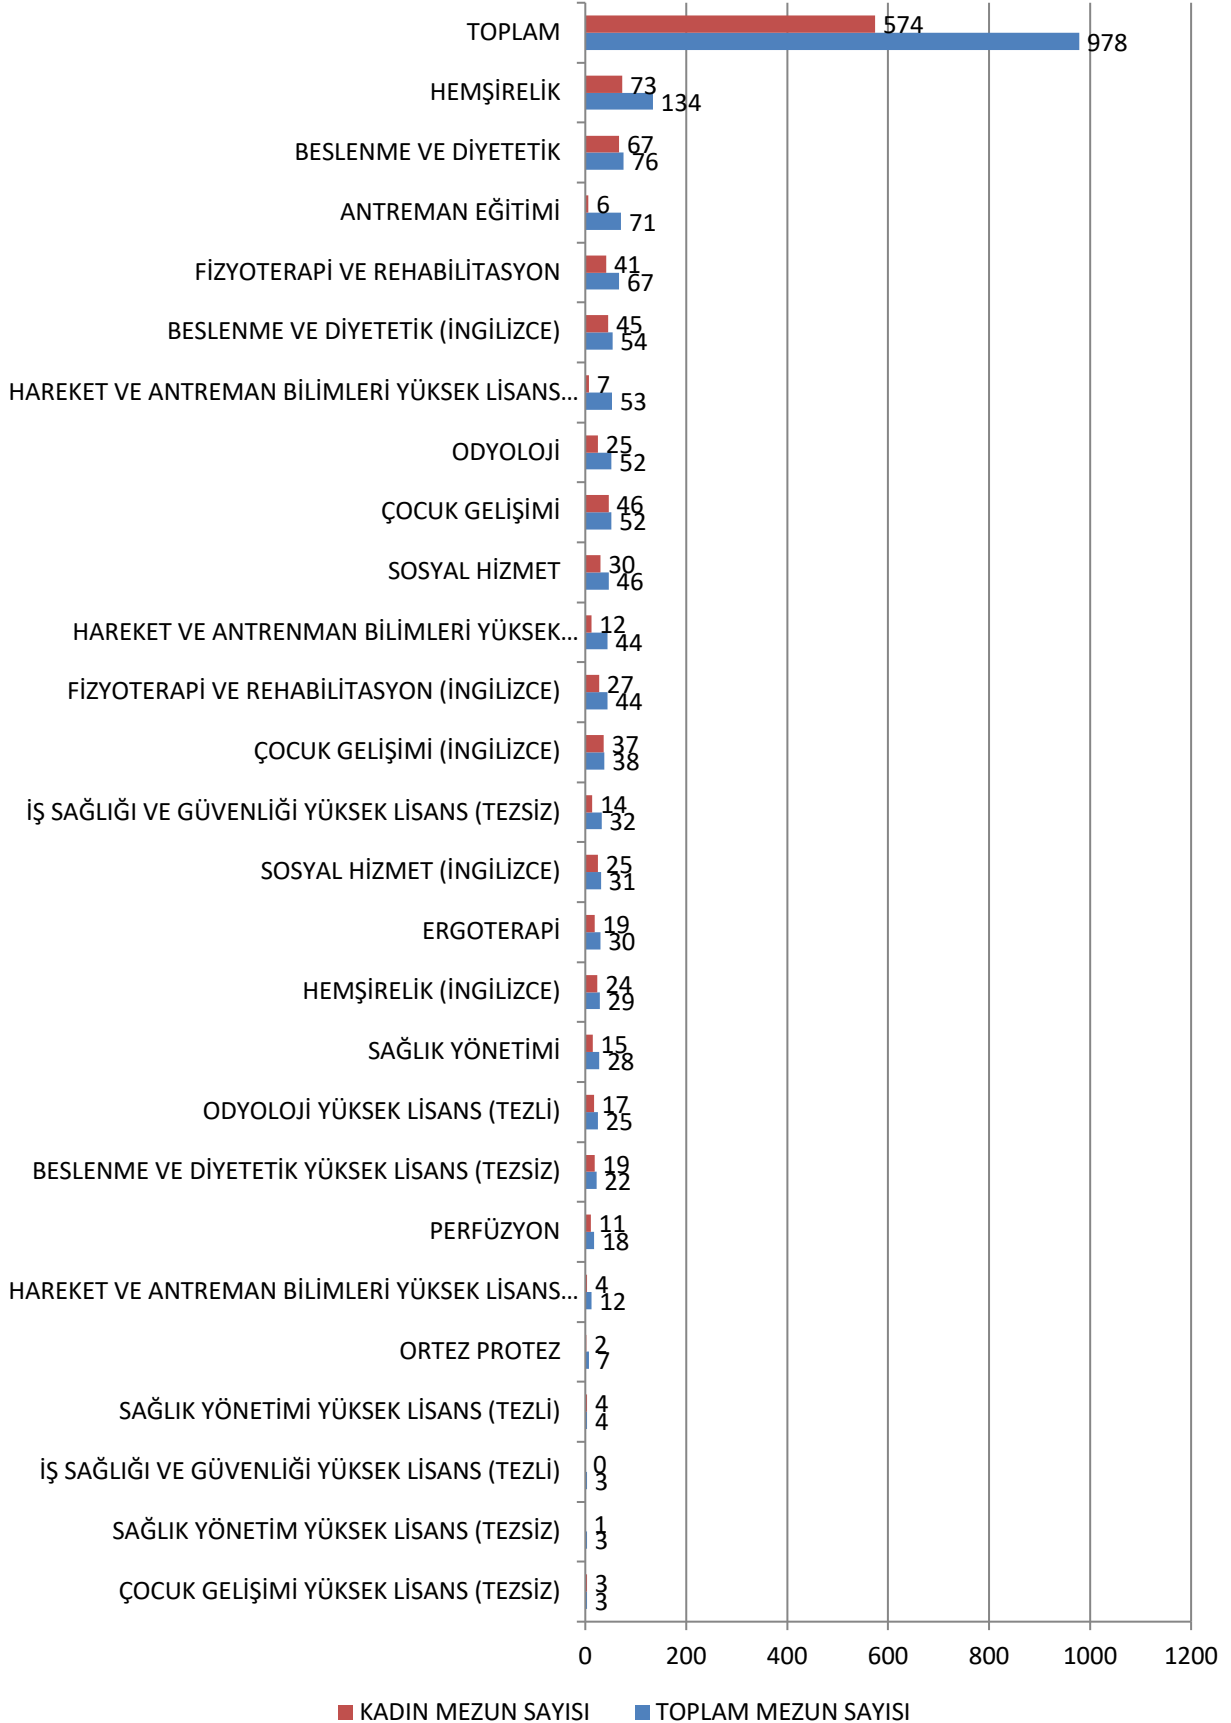 TOPLAM
574
978
HEMŞİRELİK
73
134
BESLENME VE DİYETETİK
67
76
ANTREMAN EĞİTİMİ
6
71
FİZYOTERAPİ VE REHABİLİTASYON
41
67
BESLENME VE DİYETETİK (İNGİLİZCE)
45
54
HAREKET VE ANTREMAN BİLİMLERİ YÜKSEK LİSANS...
7
53
ODYOLOJİ
25
52
ÇOCUK GELİŞİMİ
46
52
SOSYAL HİZMET
30
46
HAREKET VE ANTRENMAN BİLİMLERİ YÜKSEK...
12
44
FİZYOTERAPİ VE REHABİLİTASYON (İNGİLİZCE)
27
44
ÇOCUK GELİŞİMİ (İNGİLİZCE)
37
38
İŞ SAĞLIĞI VE GÜVENLİĞİ YÜKSEK LİSANS (TEZSİZ)
14
32
SOSYAL HİZMET (İNGİLİZCE)
25
31
ERGOTERAPİ
19
30
HEMŞİRELİK (İNGİLİZCE)
24
29
SAĞLIK YÖNETİMİ
15
28
ODYOLOJİ YÜKSEK LİSANS (TEZLİ)
17
25
BESLENME VE DİYETETİK YÜKSEK LİSANS (TEZSİZ)
19
22
PERFÜZYON
11
18
HAREKET VE ANTREMAN BİLİMLERİ YÜKSEK LİSANS...
4
12
ORTEZ PROTEZ
2
7
SAĞLIK YÖNETİMİ YÜKSEK LİSANS (TEZLİ)
4
4
İŞ SAĞLIĞI VE GÜVENLİĞİ YÜKSEK LİSANS (TEZLİ)
0
3
SAĞLIK YÖNETİM YÜKSEK LİSANS (TEZSİZ)
1
3
ÇOCUK GELİŞİMİ YÜKSEK LİSANS (TEZSİZ)
3
3
0 200 400 600 800 1000 1200
KADIN MEZUN SAYISI TOPLAM MEZUN SAYISI